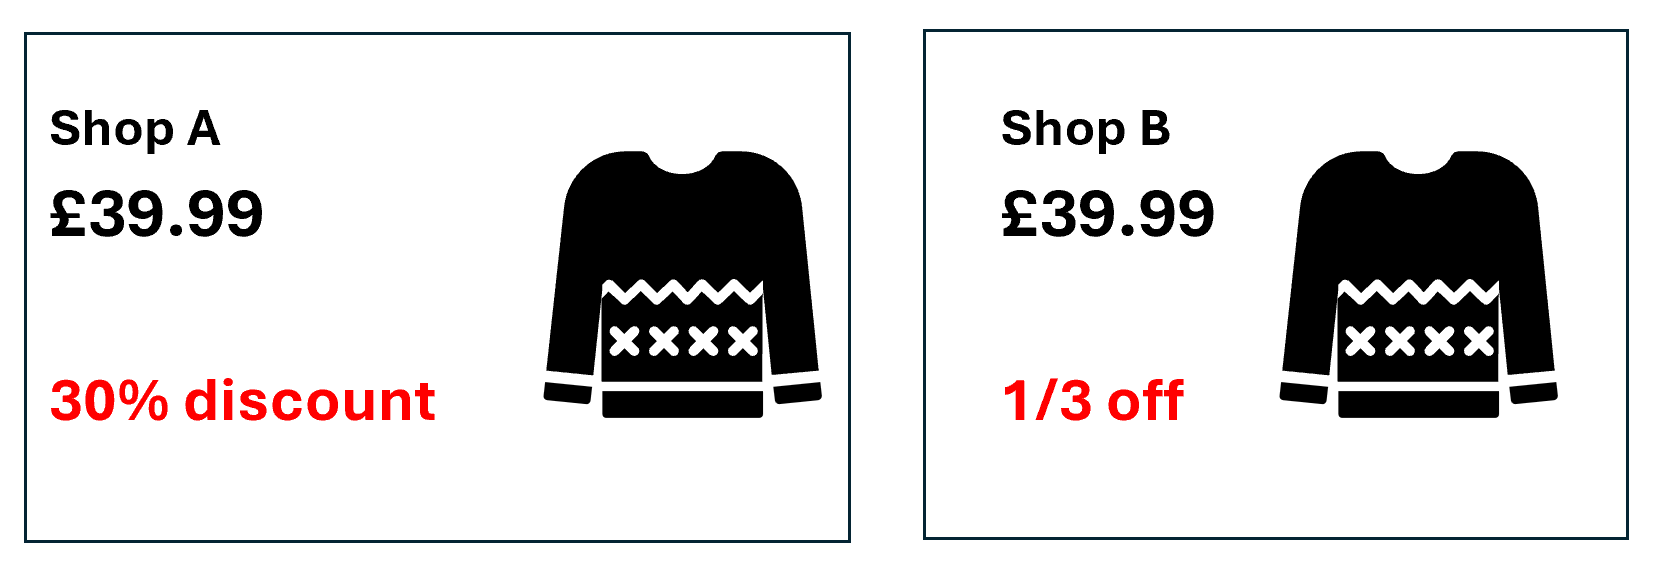 Shop A
£39.99
30% discount
Shop B
£39.99
1/3 off